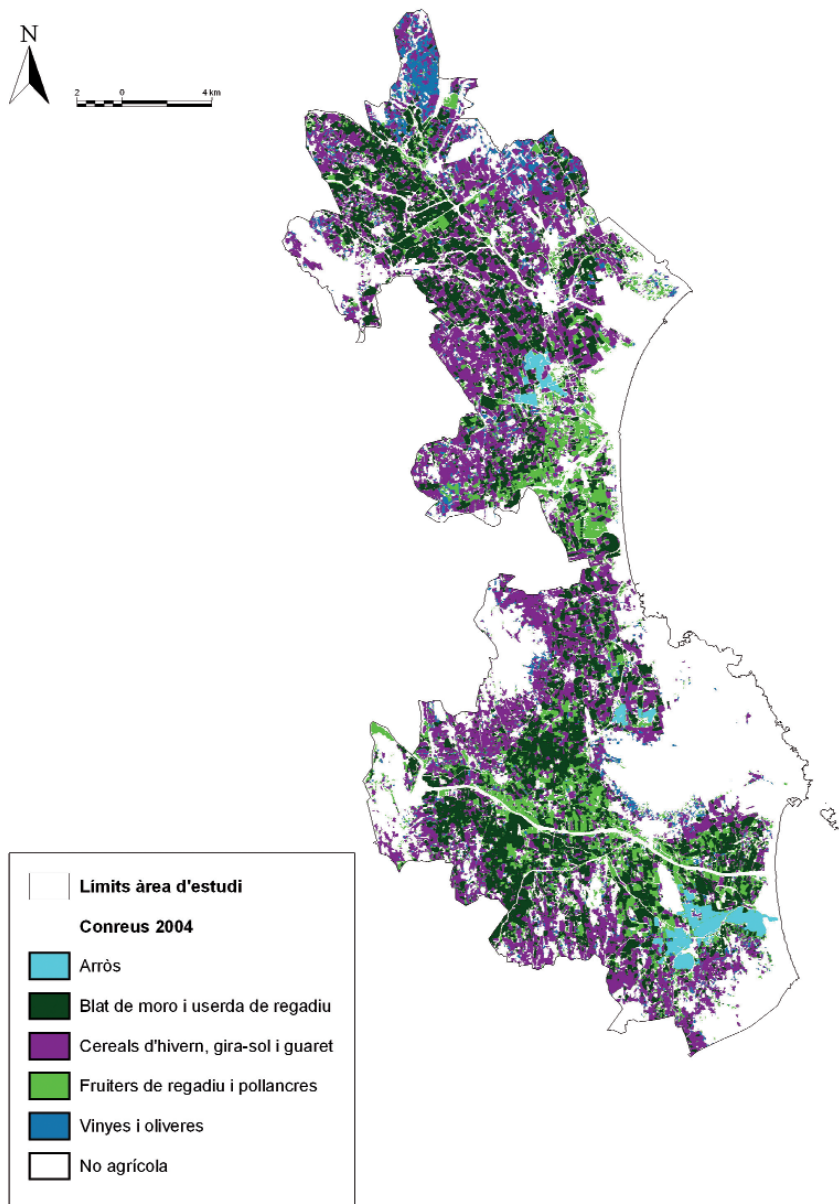 N
2 0 4 km
Límits àrea d'estudi
Conreus 2004
Arròs
Blat de moro i userda de regadiu
Cereals d'hivern, gira-sol i guaret
Fruiters de regadiu i pollancres
Vinyes i oliveres
No agrícola